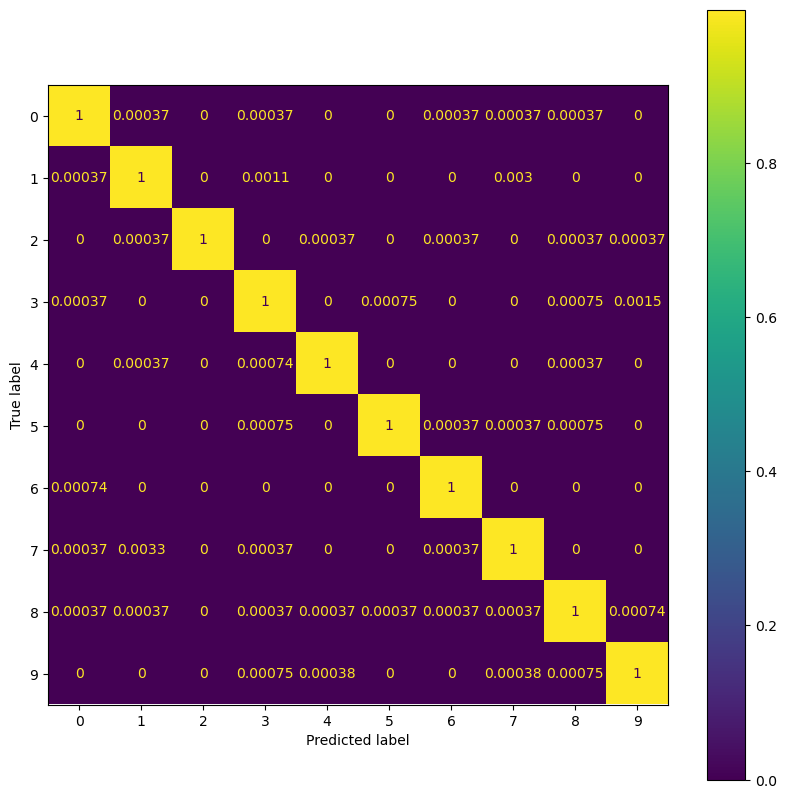 0 1 0.00037 0 0.00037 0 0 0.00037 0.00037 0.00037 0
1 0.00037 1 0 0.0011 0 0 0 0.003 0 0
2 0 0.00037 1 0 0.00037 0 0.00037 0 0.00037 0.00037
3 0.00037 0 0 1 0 0.00075 0 0 0.00075 0.0015
4 0 0.00037 0 0.00074 1 0 0 0 0.00037 0
5 0 0 0 0.00075 0 1 0.00037 0.00037 0.00075 0
6 0.00074 0 0 0 0 0 1 0 0 0
7 0.00037 0.0033 0 0.00037 0 0 0.00037 1 0 0
8 0.00037 0.00037 0 0.00037 0.00037 0.00037 0.00037 0.00037 1 0.00074
9 0 0 0 0.00075 0.00038 0 0 0.00038 0.00075 1
0 1 2 3 4 5 6 7 8 9
Predicted label
True label
0.8
0.6
0.4
0.2
0.0